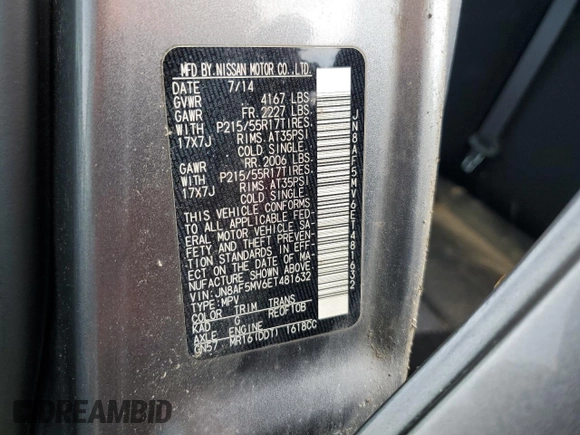 MFD BY.NISSAN MOTOR CO.,LTD.
DATE 7/14
GVWR 4167 LBS
GAWR FR.2227 LBS.
WITH P215/55R17TIRES.
17X7J RIMS.AT35PSI
COLD SINGLE.
GAWR RR.2006 LBS.
WITH P215/55R17TIRES.
17X7J RIMS.AT35PSI
COLD SINGLE.
THIS VEHICLE CONFORMS
TO ALL APPLICABLE FED-
ERAL MOTOR VEHICLE SA-
FETY AND THEFT PREVEN-
TION STANDARDS IN EFF-
ECT ON THE DATE OF MA-
NUFACTURE SHOWN ABOVE
VIN:JN8AF5MV6ET481632
TYPE:MPV
COLOR TRIM TRANS
KAD G RE0F10B
AXLE ENGINE
GN57 MR16(DDT) 1618CC
JN8AF5MV6ET481632
DREAMBID